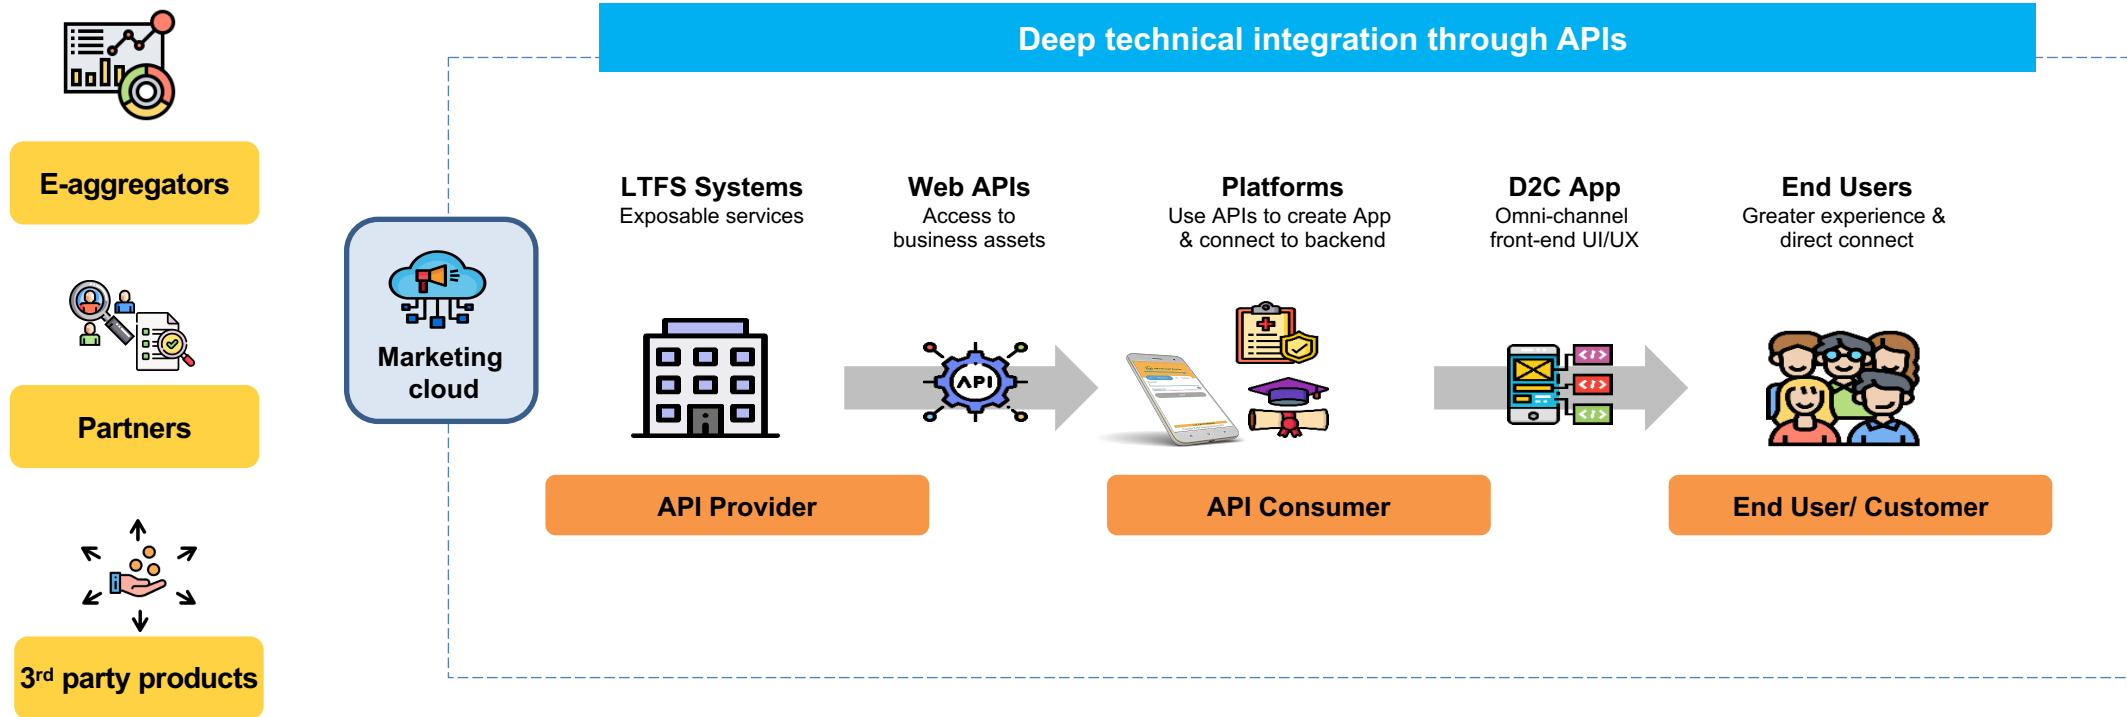 Deep technical integration through APIs
E-aggregators
Partners
3rd party products
Marketing
cloud
LTFS Systems
Exposable services
Web APIs
Access to
business assets
Platforms
Use APIs to create App
& connect to backend
D2C App
Omni-channel
front-end UI/UX
End Users
Greater experience &
direct connect
API
</>
</>
</>
API Provider
API Consumer
End User/ Customer